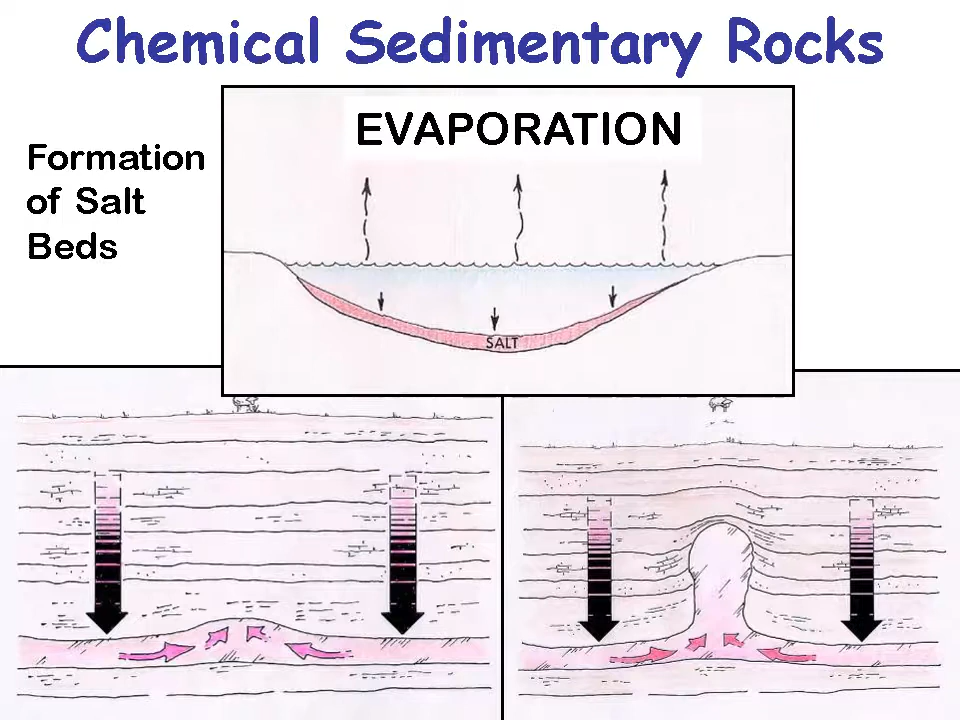 Chemical Sedimentary Rocks
EVAPORATION
Formation
of Salt
Beds
SALT